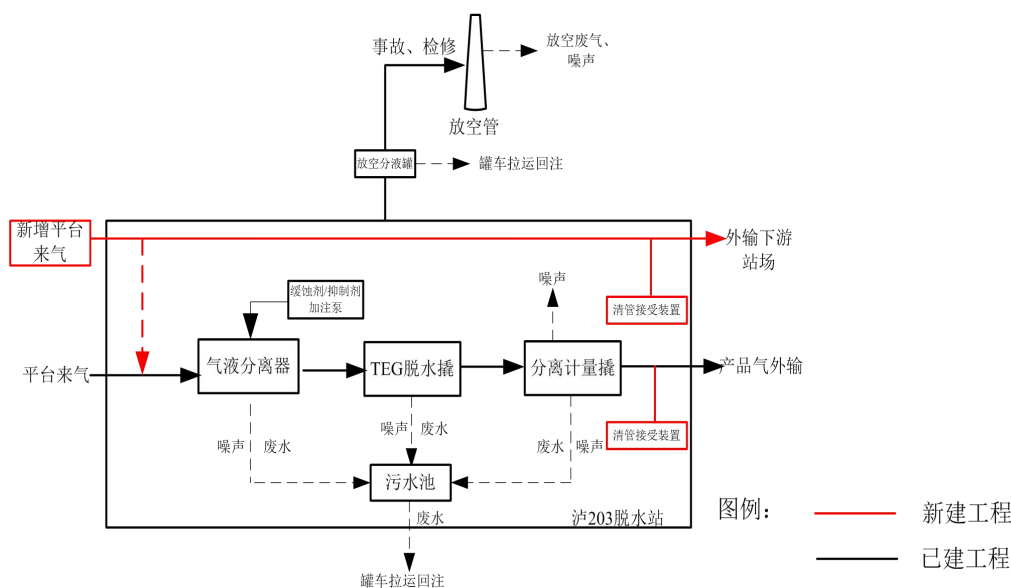 事故、检修
放空废气、
噪声
放空管
放空分液罐
罐车拉运回注
新增平台
来气
外输下游
站场
噪声
缓蚀剂/抑制剂
加注泵
清管接受装置
平台来气
气液分离器
TEG脱水撬
分离计量撬
产品气外输
清管接受装置
噪声
废水
噪声
废水
废水
噪声
污水池
废水
泸203脱水站
罐车拉运回注
图例：
新建工程
已建工程